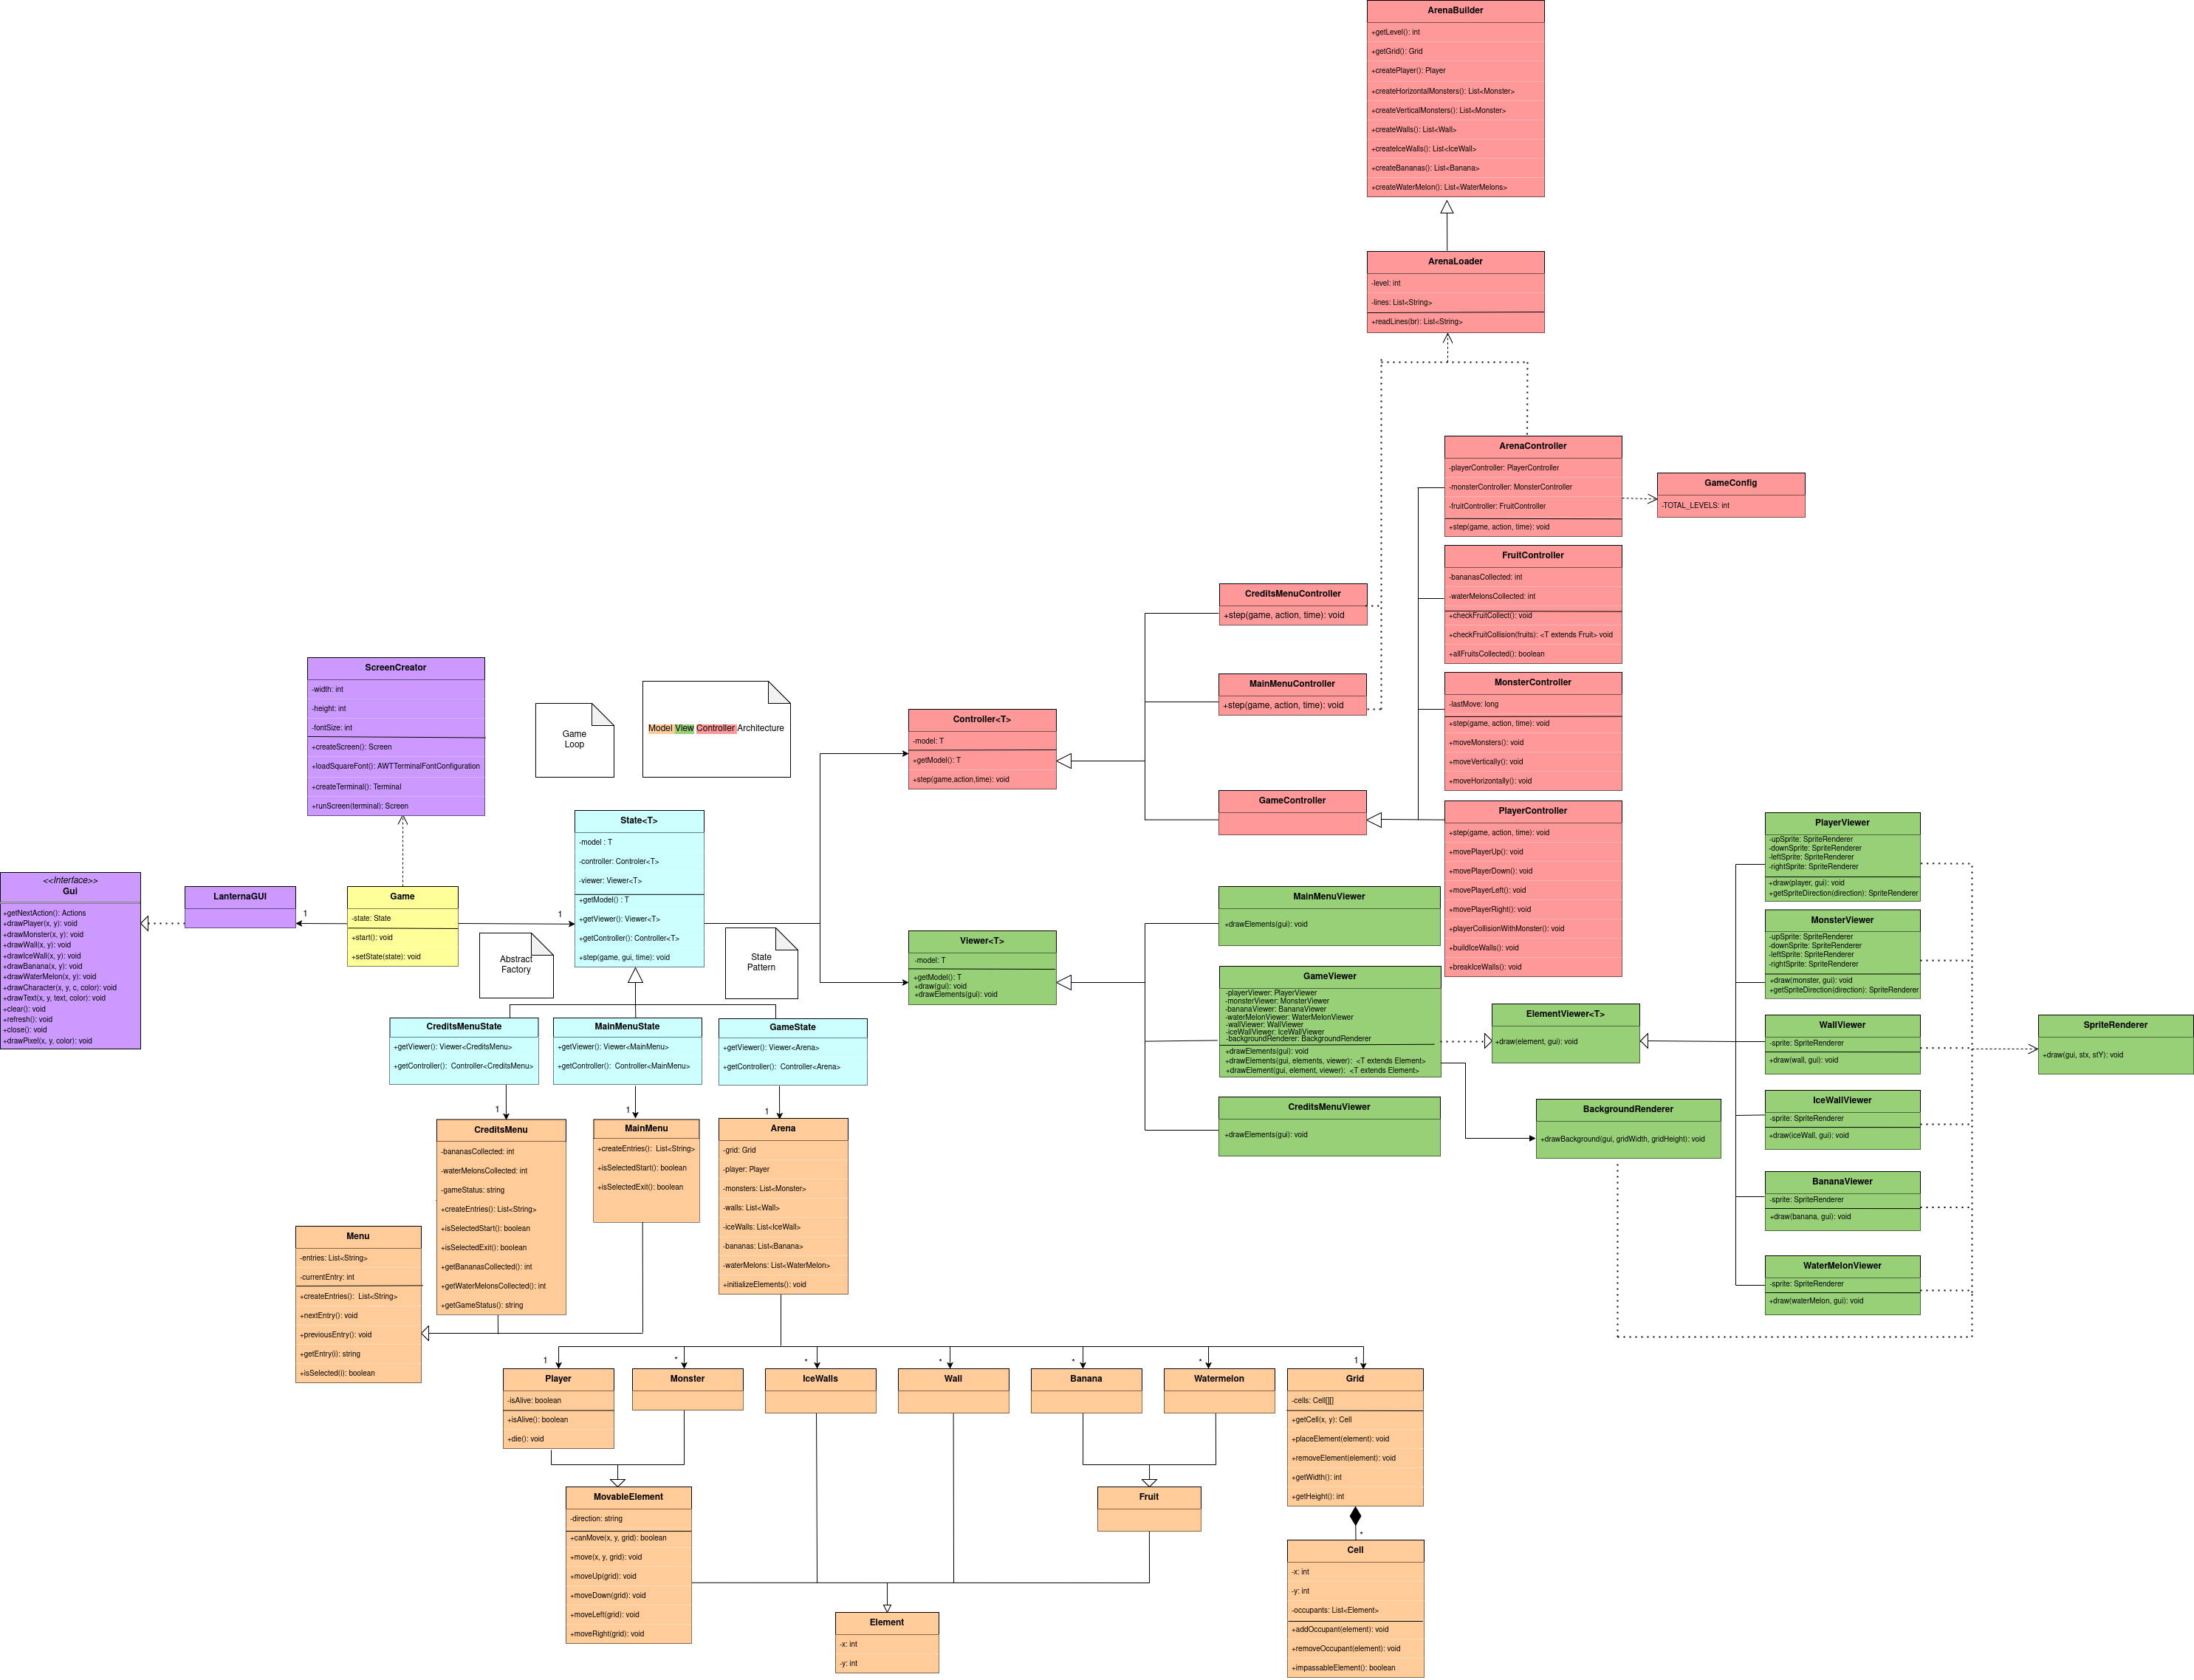 ArenaBuilder
+getLevel(): int
+getGrid(): Grid
+createPlayer(): Player
+createHorizontalMonsters(): List<Monster>
+createVerticalMonsters(): List<Monster>
+createWalls(): List<Wall>
+createIceWalls(): List<IceWall>
+createBananas(): List<Banana>
+createWaterMelon(): List<WaterMelons>
ArenaLoader
-level: int
-lines: List<String>
+readLines(br): List<String>
ArenaController
-playerController: PlayerController
-monsterController: MonsterController
-fruitController: FruitController
+step(game, action, time): void
GameConfig
-TOTAL_LEVELS: int
FruitController
-bananasCollected: int
-waterMelonsCollected: int
+checkFruitCollect(): void
+checkFruitCollision(fruits): <T extends Fruit> void
+allFruitsCollected(): boolean
CreditsMenuController
+step(game, action, time): void
MainMenuController
+step(game, action, time): void
MonsterController
-lastMove: long
+step(game, action, time): void
+moveMonsters(): void
+moveVertically(): void
+moveHorizontally(): void
GameController
PlayerController
+step(game, action, time): void
+movePlayerUp(): void
+movePlayerDown(): void
+movePlayerLeft(): void
+movePlayerRight(): void
+playerCollisionWithMonster(): void
+buildIceWalls(): void
+breakIceWalls(): void
Controller<T>
-model: T
+getModel(): T
+step(game,action,time): void
ScreenCreator
-width: int
-height: int
-fontSize: int
+createScreen(): Screen
+loadSquareFont(): AWTTerminalFontConfiguration
+createTerminal(): Terminal
+runScreen(terminal): Screen
Game
Loop
Model View Controller Architecture
<<Interface>>
Gui
+getNextAction(): Actions
+drawPlayer(x, y): void
+drawMonster(x, y): void
+drawWall(x, y): void
+drawIceWall(x, y): void
+drawBanana(x, y): void
+drawWaterMelon(x, y): void
+drawCharacter(x, y, c, color): void
+drawText(x, y, text, color): void
+clear(): void
+refresh(): void
+close(): void
+drawPixel(x, y, color): void
LanternaGUI
1
Game
-state: State
+start(): void
+setState(state): void
1
State<T>
-model : T
-controller: Controler<T>
-viewer: Viewer<T>
+getModel() : T
+getViewer(): Viewer<T>
+getController(): Controller<T>
+step(game, gui, time): void
Abstract
Factory
State
Pattern
Viewer<T>
-model: T
+getModel(): T
+draw(gui): void
+drawElements(gui): void
MainMenuViewer
+drawElements(gui): void
GameViewer
-playerViewer: PlayerViewer
-monsterViewer: MonsterViewer
-bananaViewer: BananaViewer
-waterMelonViewer: WaterMelonViewer
-wallViewer: WallViewer
-iceWallViewer: IceWallViewer
-backgroundRenderer: BackgroundRenderer
+drawElements(gui): void
+drawElements(gui, elements, viewer): <T extends Element>
+drawElement(gui, element, viewer): <T extends Element>
CreditsMenuViewer
+drawElements(gui): void
ElementViewer<T>
+draw(element, gui): void
BackgroundRenderer
+drawBackground(gui, gridWidth, gridHeight): void
PlayerViewer
-upSprite: SpriteRenderer
-downSprite: SpriteRenderer
-leftSprite: SpriteRenderer
-rightSprite: SpriteRenderer
+draw(player, gui): void
+getSpriteDirection(direction): SpriteRenderer
MonsterViewer
-upSprite: SpriteRenderer
-downSprite: SpriteRenderer
-leftSprite: SpriteRenderer
-rightSprite: SpriteRenderer
+draw(monster, gui): void
+getSpriteDirection(direction): SpriteRenderer
WallViewer
-sprite: SpriteRenderer
+draw(wall, gui): void
IceWallViewer
-sprite: SpriteRenderer
+draw(iceWall, gui): void
BananaViewer
-sprite: SpriteRenderer
+draw(banana, gui): void
WaterMelonViewer
-sprite: SpriteRenderer
+draw(waterMelon, gui): void
SpriteRenderer
+draw(gui, stx, stY): void
CreditsMenuState
+getViewer(): Viewer<CreditsMenu>
+getController(): Controller<CreditsMenu>
MainMenuState
+getViewer(): Viewer<MainMenu>
+getController(): Controller<MainMenu>
GameState
+getViewer(): Viewer<Arena>
+getController(): Controller<Arena>
1
1
1
CreditsMenu
-bananasCollected: int
-waterMelonsCollected: int
-gameStatus: string
+createEntries(): List<String>
+isSelectedStart(): boolean
+isSelectedExit(): boolean
+getBananasCollected(): int
+getWaterMelonsCollected(): int
+getGameStatus(): string
MainMenu
+createEntries(): List<String>
+isSelectedStart(): boolean
+isSelectedExit(): boolean
Arena
-grid: Grid
-player: Player
-monsters: List<Monster>
-walls: List<Wall>
-iceWalls: List<IceWall>
-bananas: List<Banana>
-waterMelons: List<WaterMelon>
+initializeElements(): void
Menu
-entries: List<String>
-currentEntry: int
+createEntries(): List<String>
+nextEntry(): void
+previousEntry(): void
+getEntry(i): string
+isSelected(i): boolean
1
*
*
*
*
*
1
Player
-isAlive: boolean
+isAlive(): boolean
+die(): void
Monster
IceWalls
Wall
Banana
Watermelon
Grid
-cells: Cell[][]
+getCell(x, y): Cell
+placeElement(element): void
+removeElement(element): void
+getWidth(): int
+getHeight(): int
MovableElement
-direction: string
+canMove(x, y, grid): boolean
+move(x, y, grid): void
+moveUp(grid): void
+moveDown(grid): void
+moveLeft(grid): void
+moveRight(grid): void
Fruit
*
Cell
-x: int
-y: int
-occupants: List<Element>
+addOccupant(element): void
+removeOccupant(element): void
+impassableElement(): boolean
Element
-x: int
-y: int